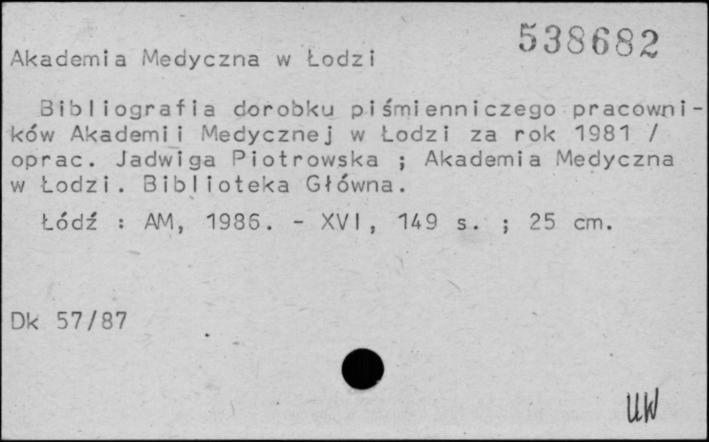 538682
Akademia Medyczna w Łodzi
Bibliografia dorobku piśmienniczego pracowni-
ków Akademii Medycznej w Łodzi za rok 1981 /
oprac. Jadwiga Piotrowska ; Akademia Medyczna
w Łodzi. Biblioteka Główna.
Łódź : AM, 1986. - XVI, 149 s. ; 25 cm.
Dk 57/87
UW